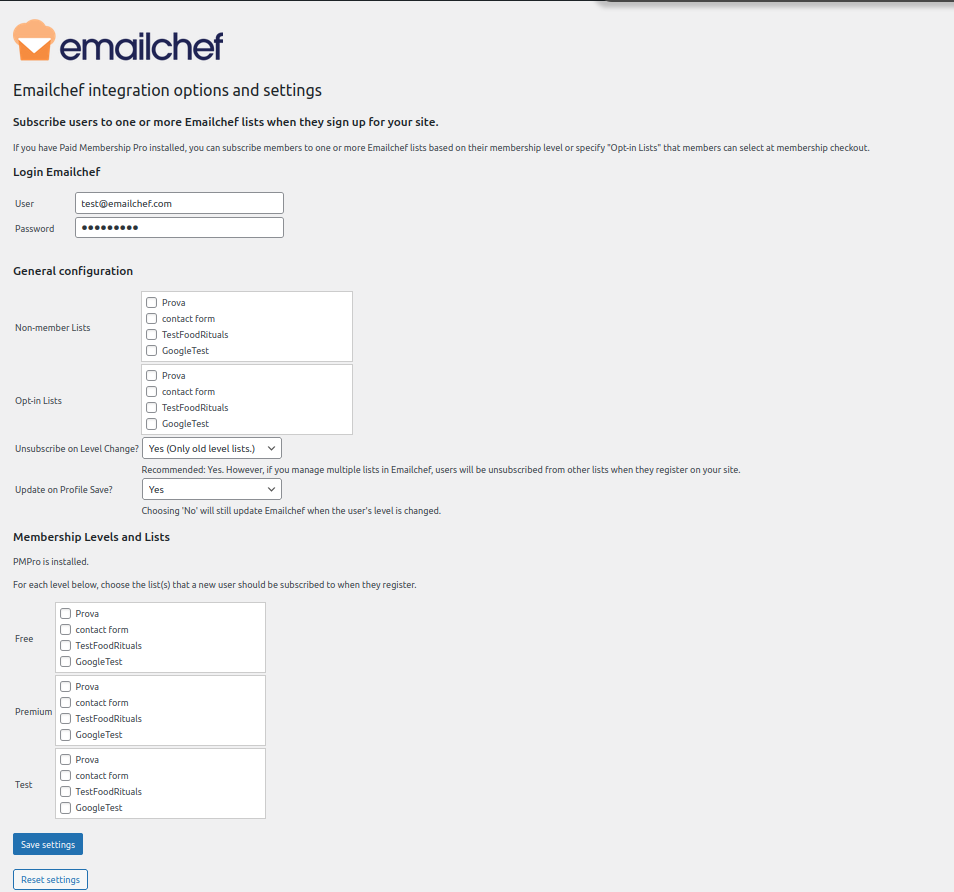 emailchef
Emailchef integration options and settings
Subscribe users to one or more Emailchef lists when they sign up for your site.
If you have Paid Membership Pro installed, you can subscribe members to one or more Emailchef lists based on their membership level or specify "Opt-in Lists" that members can select at membership checkout.
Login Emailchef
User test@emailchef.com
Password •••••••••
General configuration
Non-member Lists
Prova
contact form
TestFoodRituals
GoogleTest
Opt-in Lists
Prova
contact form
TestFoodRituals
GoogleTest
Unsubscribe on Level Change? Yes (Only old level lists.)
Recommended: Yes. However, if you manage multiple lists in Emailchef, users will be unsubscribed from other lists when they register on your site.
Update on Profile Save? Yes
Choosing 'No' will still update Emailchef when the user's level is changed.
Membership Levels and Lists
PMPro is installed.
For each level below, choose the list(s) that a new user should be subscribed to when they register.
Free
Prova
contact form
TestFoodRituals
GoogleTest
Premium
Prova
contact form
TestFoodRituals
GoogleTest
Test
Prova
contact form
TestFoodRituals
GoogleTest
Save settings
Reset settings